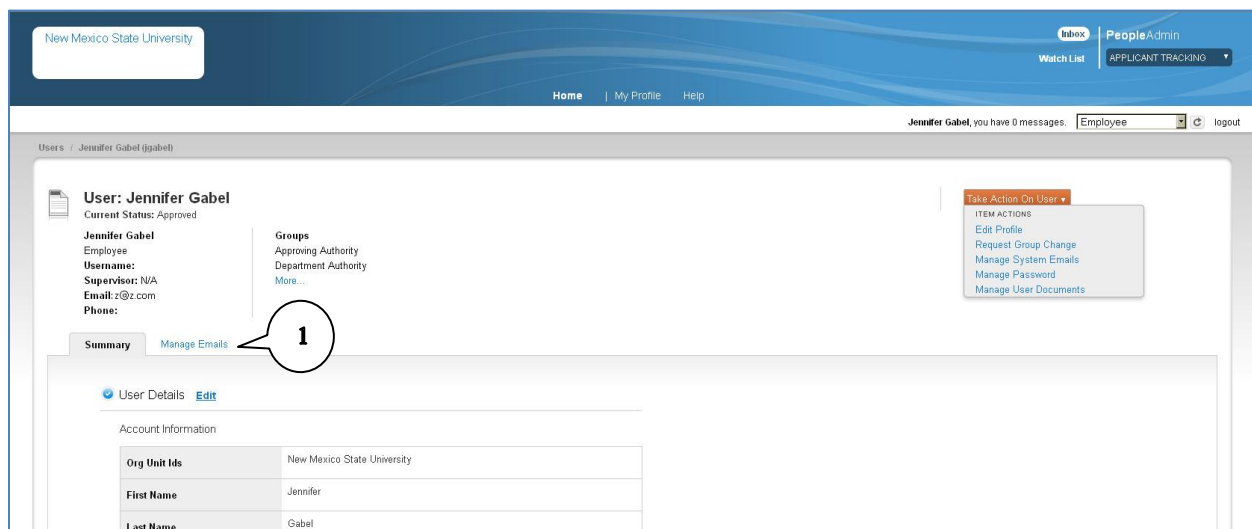 New Mexico State University
Inbox PeopleAdmin
Watch List APPLICANT TRACKING
Home | My Profile Help
Jennifer Gabel, you have 0 messages. Employee logout
Users / Jennifer Gabel (jgabel)
User: Jennifer Gabel
Current Status: Approved
Take Action On User
ITEM ACTIONS
Edit Profile
Request Group Change
Manage System Emails
Manage Password
Manage User Documents
Jennifer Gabel
Employee
Username:
Supervisor: N/A
Email: z@z.com
Phone:
Groups
Approving Authority
Department Authority
More...
1
Summary Manage Emails
User Details Edit
Account Information
Org Unit Ids New Mexico State University
First Name Jennifer
Last Name Gabel